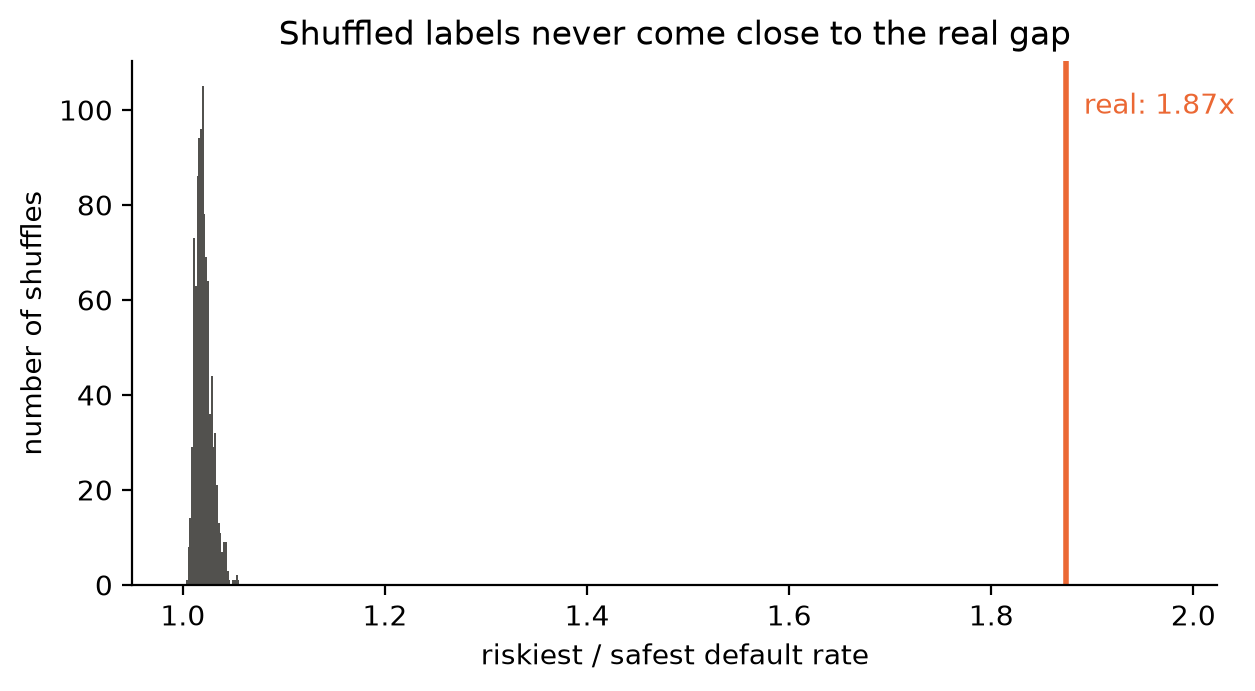 Shuffled labels never come close to the real gap
real: 1.87x
number of shuffles
100
80
60
40
20
0
1.0 1.2 1.4 1.6 1.8 2.0
riskiest / safest default rate